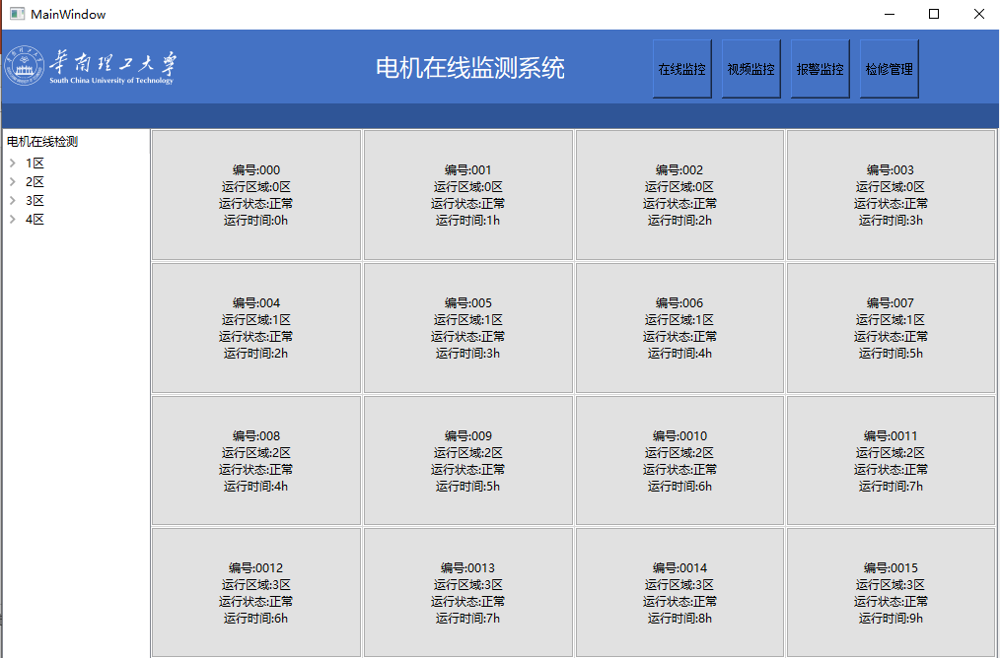 MainWindow
华南理工大学
South China University of Technology
电机在线监测系统
在线监控
视频监控
报警监控
检修管理
电机在线检测
1区
2区
3区
4区
编号:000
运行区域:0区
运行状态:正常
运行时间:0h
编号:001
运行区域:0区
运行状态:正常
运行时间:1h
编号:002
运行区域:0区
运行状态:正常
运行时间:2h
编号:003
运行区域:0区
运行状态:正常
运行时间:3h
编号:004
运行区域:1区
运行状态:正常
运行时间:2h
编号:005
运行区域:1区
运行状态:正常
运行时间:3h
编号:006
运行区域:1区
运行状态:正常
运行时间:4h
编号:007
运行区域:1区
运行状态:正常
运行时间:5h
编号:008
运行区域:2区
运行状态:正常
运行时间:4h
编号:009
运行区域:2区
运行状态:正常
运行时间:5h
编号:0010
运行区域:2区
运行状态:正常
运行时间:6h
编号:0011
运行区域:2区
运行状态:正常
运行时间:7h
编号:0012
运行区域:3区
运行状态:正常
运行时间:6h
编号:0013
运行区域:3区
运行状态:正常
运行时间:7h
编号:0014
运行区域:3区
运行状态:正常
运行时间:8h
编号:0015
运行区域:3区
运行状态:正常
运行时间:9h